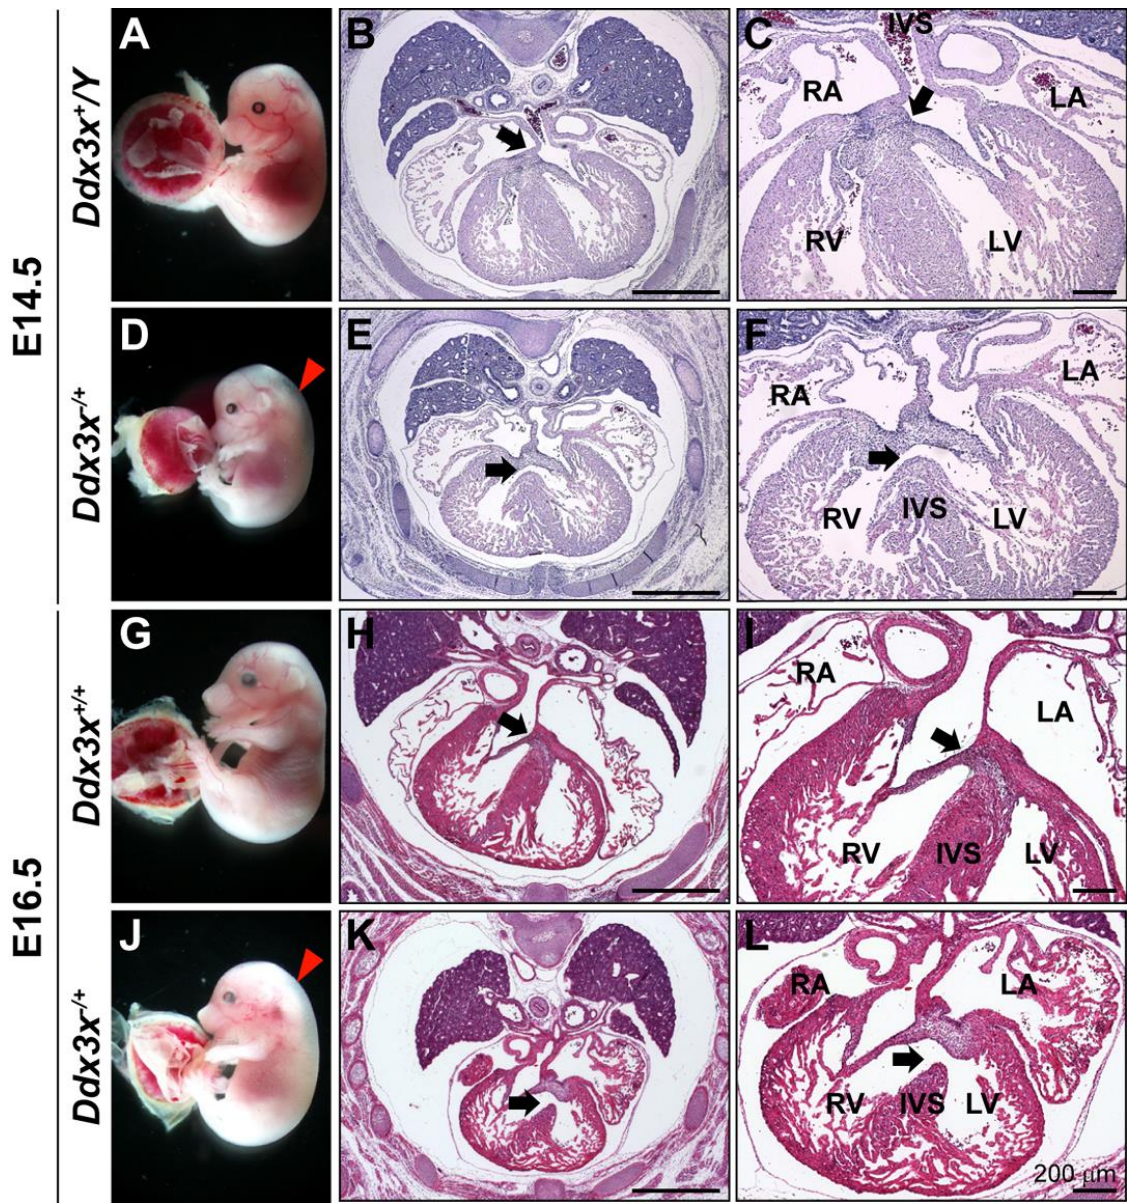 E14.5
Ddx3x+/Y
A
B
C
IVS
RA
LA
RV
LV
Ddx3x-/+
D
E
F
RA
LA
RV
IVS
LV
E16.5
Ddx3x+/+
G
H
I
RA
LA
RV
IVS
LV
Ddx3x-/+
J
K
L
RA
LA
RV
IVS
LV
200 μm